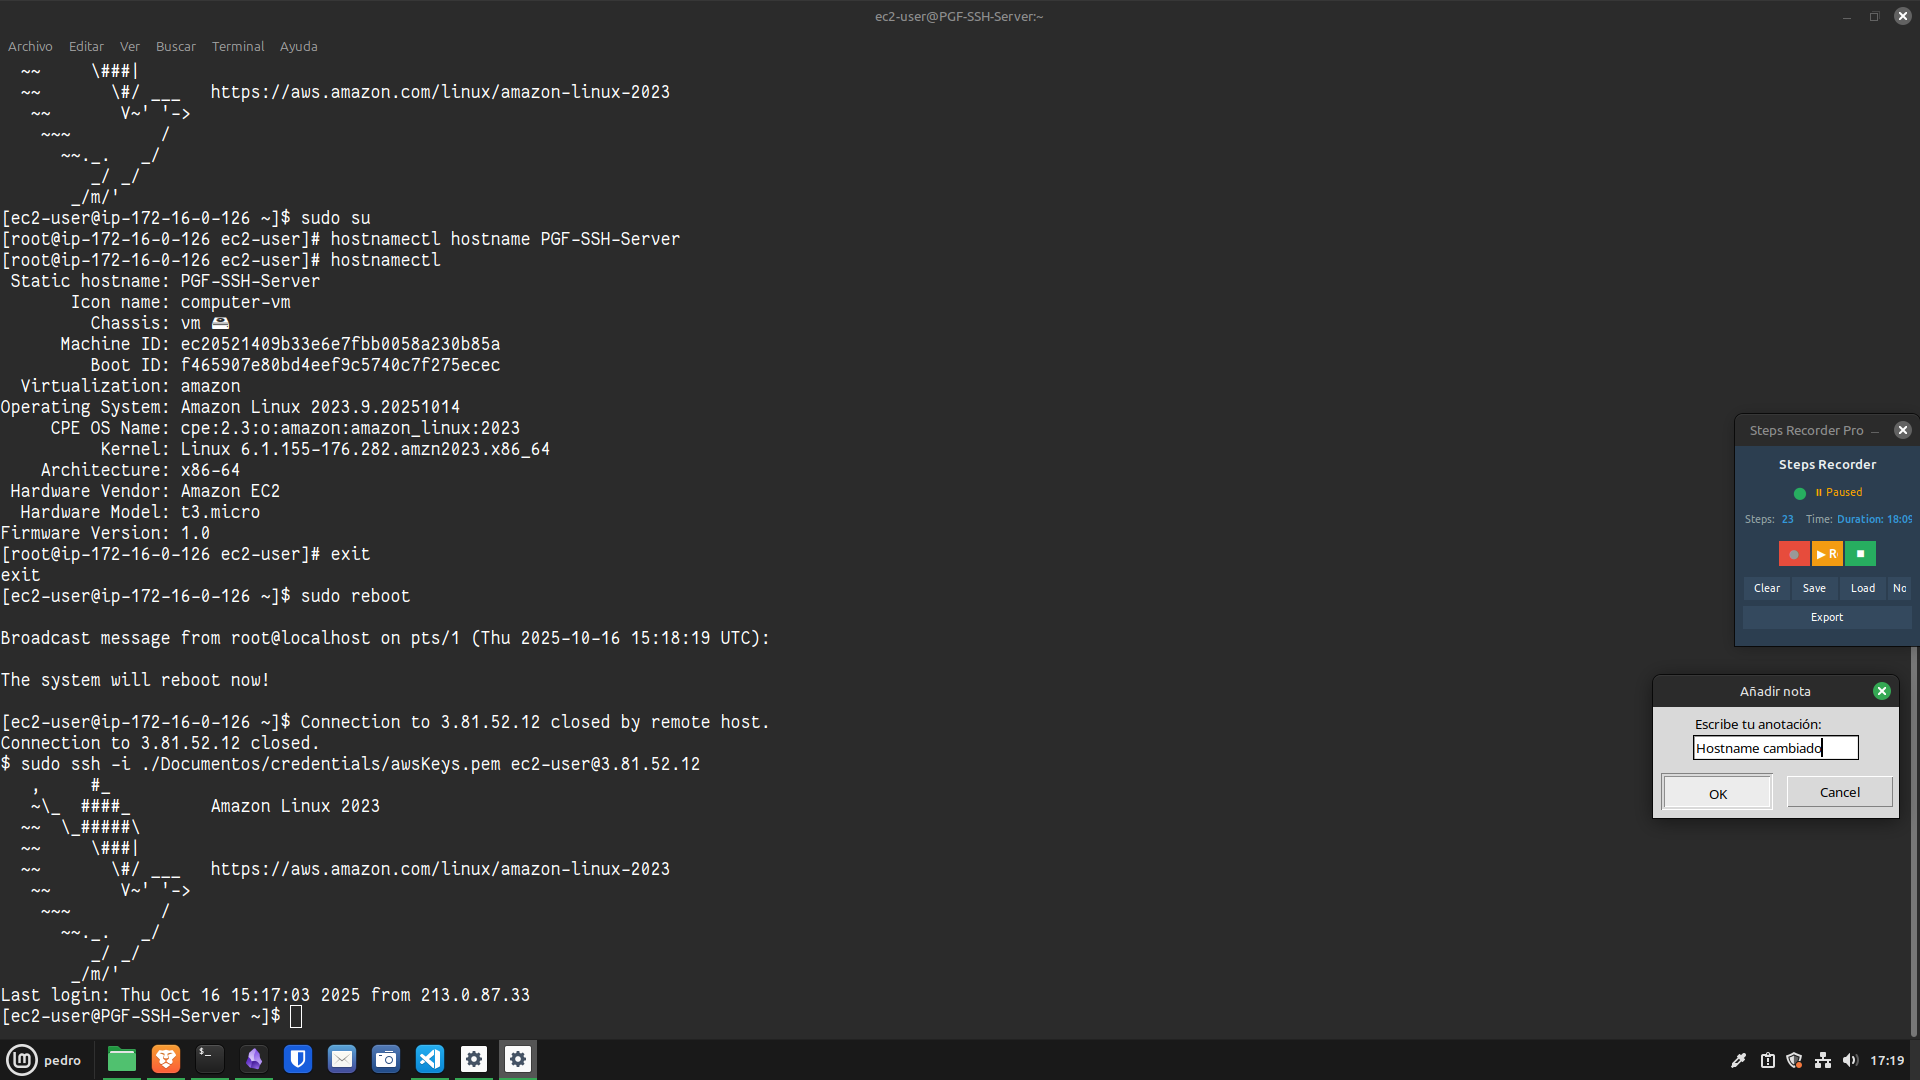 ec2-user@PGF-SSH-Server:~
Archivo Editar Ver Buscar Terminal Ayuda
   ~~     \###|
   ~~       \#/ ___   https://aws.amazon.com/linux/amazon-linux-2023
    ~~       V~' '->
     ~~~         /
       ~~._.   _/
          _/ _/
        _/m/'
[ec2-user@ip-172-16-0-126 ~]$ sudo su
[root@ip-172-16-0-126 ec2-user]# hostnamectl hostname PGF-SSH-Server
[root@ip-172-16-0-126 ec2-user]# hostnamectl
 Static hostname: PGF-SSH-Server
       Icon name: computer-vm
         Chassis: vm 🖴
      Machine ID: ec20521409b33e6e7fbb0058a230b85a
         Boot ID: f465907e80bd4eef9c5740c7f275ecec
  Virtualization: amazon
Operating System: Amazon Linux 2023.9.20251014
     CPE OS Name: cpe:2.3:o:amazon:amazon_linux:2023
          Kernel: Linux 6.1.155-176.282.amzn2023.x86_64
    Architecture: x86-64
 Hardware Vendor: Amazon EC2
  Hardware Model: t3.micro
Firmware Version: 1.0
[root@ip-172-16-0-126 ec2-user]# exit
exit
[ec2-user@ip-172-16-0-126 ~]$ sudo reboot
Broadcast message from root@localhost on pts/1 (Thu 2025-10-16 15:18:19 UTC):
The system will reboot now!
[ec2-user@ip-172-16-0-126 ~]$ Connection to 3.81.52.12 closed by remote host.
Connection to 3.81.52.12 closed.
$ sudo ssh -i ./Documentos/credentials/awsKeys.pem ec2-user@3.81.52.12
   ,     #_
   ~\_  ####_        Amazon Linux 2023
  ~~  \_#####\
  ~~     \###|
  ~~       \#/ ___   https://aws.amazon.com/linux/amazon-linux-2023
   ~~       V~' '->
    ~~~         /
      ~~._.   _/
         _/ _/
       _/m/'
Last login: Thu Oct 16 15:17:03 2025 from 213.0.87.33
[ec2-user@PGF-SSH-Server ~]$
Steps Recorder Pro
Steps Recorder
⏸ Paused
Steps: 23 Time: Duration: 18:09
▶ R
Clear Save Load No
Export
Añadir nota
Escribe tu anotación:
Hostname cambiado
OK Cancel
pedro
17:19